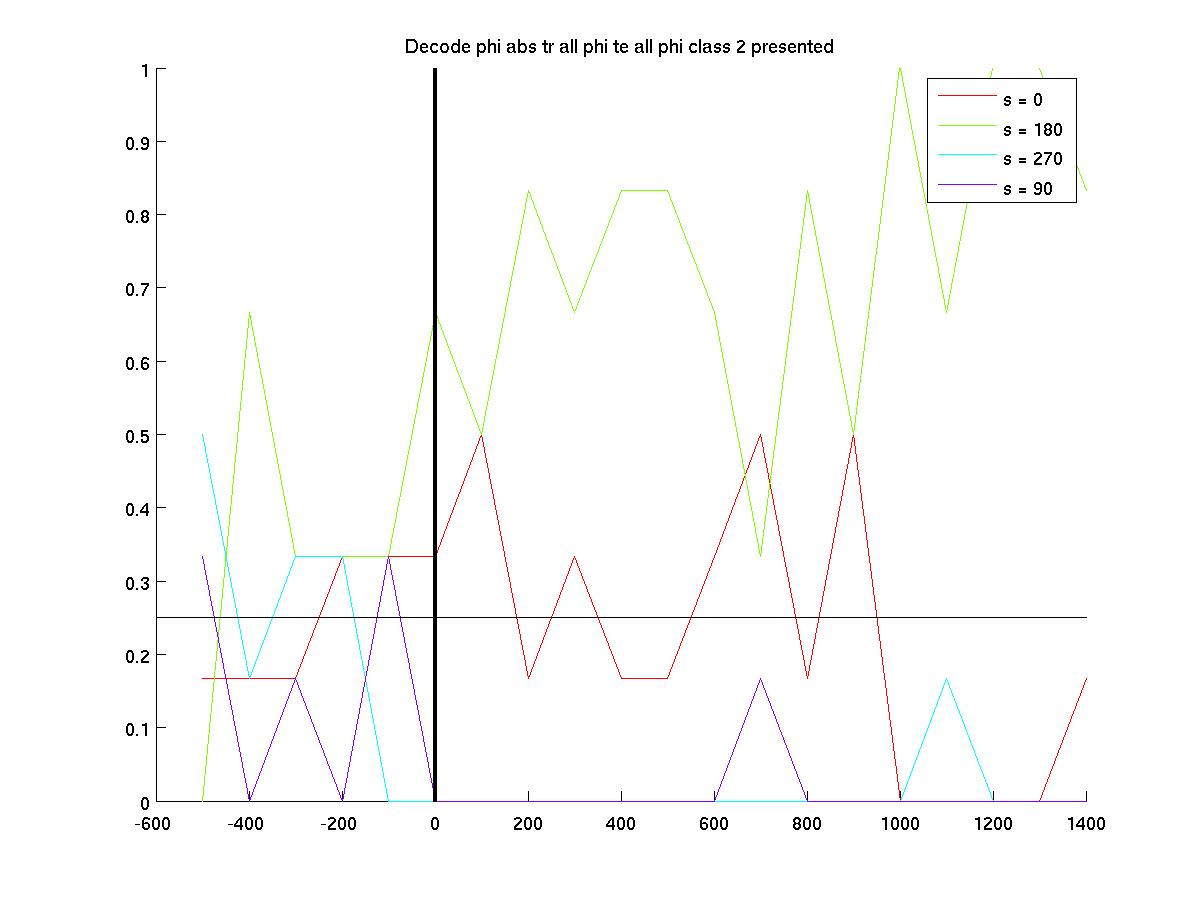 Decode phi abs tr all phi te all phi class 2 presented
1
s = 0
s = 180
s = 270
s = 90
0.9
0.8
0.7
0.6
0.5
0.4
0.3
0.2
0.1
0
-600 -400 -200 0 200 400 600 800 1000 1200 1400